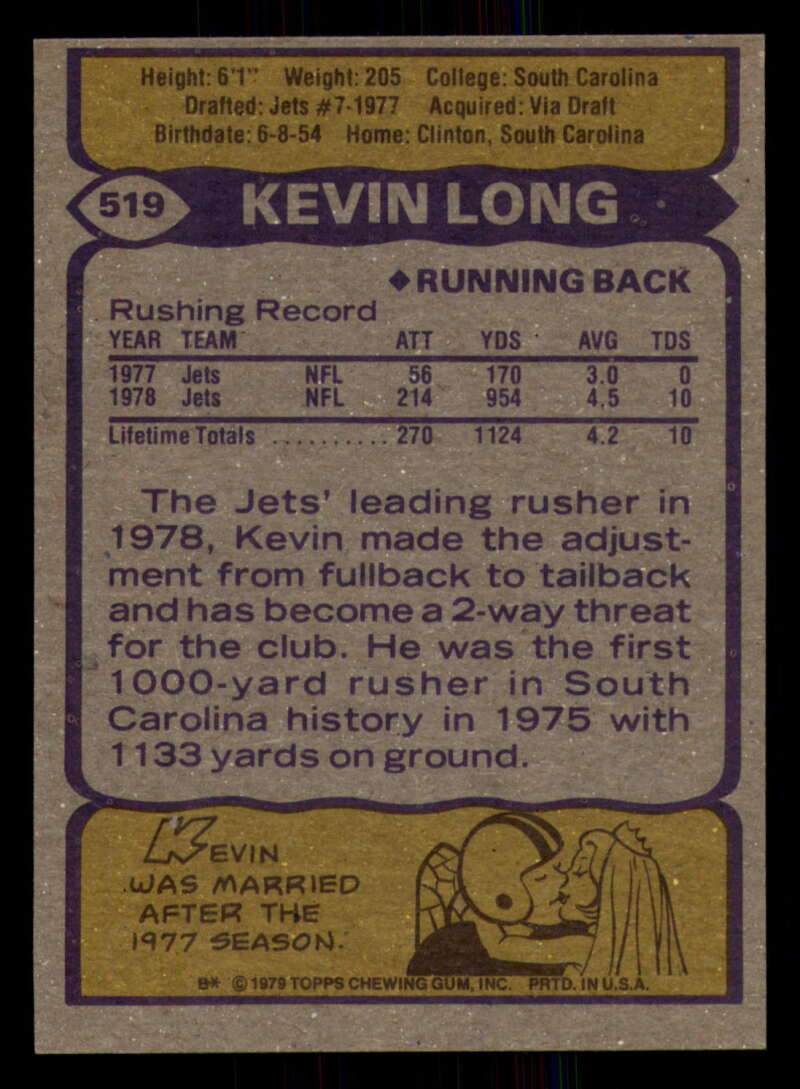 Height: 6'1" Weight: 205 College: South Carolina
Drafted: Jets #7-1977 Acquired: Via Draft
Birthdate: 6-8-54 Home: Clinton, South Carolina
519 KEVIN LONG
◆RUNNING BACK
Rushing Record
YEAR TEAM ATT YDS AVG TDS
1977 Jets NFL 56 170 3.0 0
1978 Jets NFL 214 954 4.5 10
Lifetime Totals .......... 270 1124 4.2 10
The Jets' leading rusher in
1978, Kevin made the adjust-
ment from fullback to tailback
and has become a 2-way threat
for the club. He was the first
1000-yard rusher in South
Carolina history in 1975 with
1133 yards on ground.
KEVIN
WAS MARRIED
AFTER THE
1977 SEASON.
B* © 1979 TOPPS CHEWING GUM, INC. PRTD. IN U.S.A.